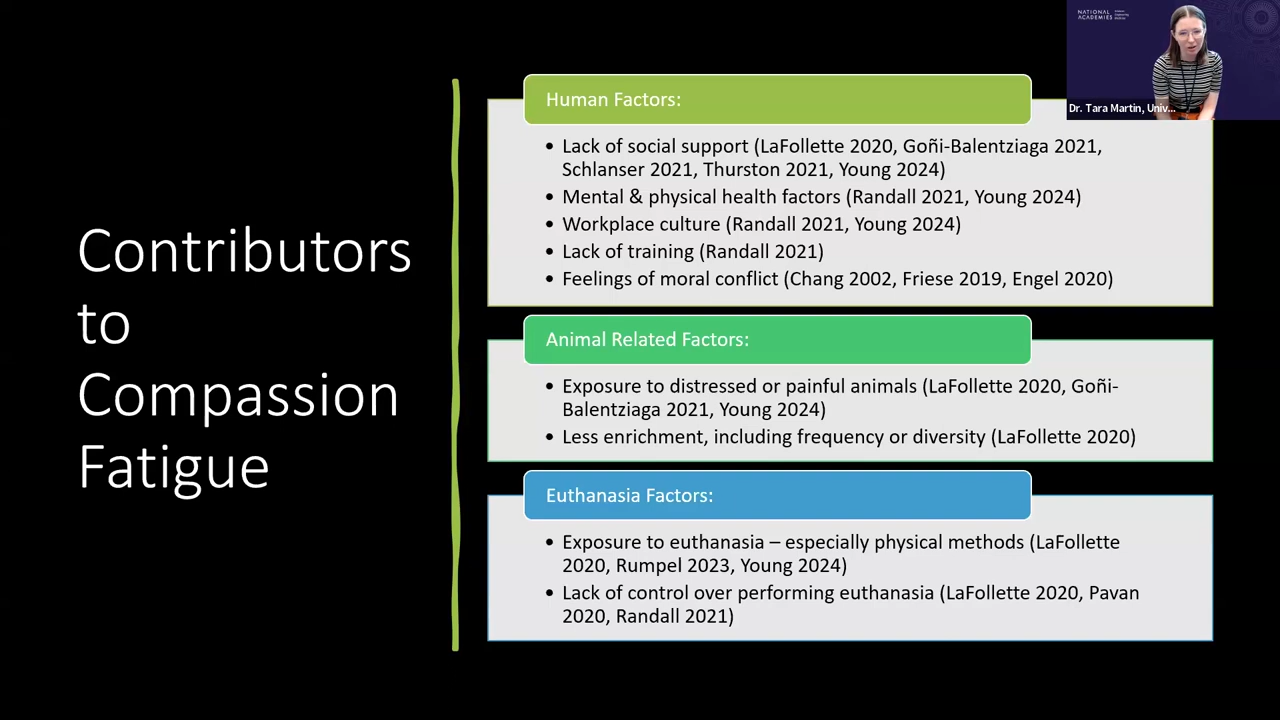 NATIONAL
ACADEMIES
Dr. Tara Martin, Univ...
Contributors
to
Compassion
Fatigue
Human Factors:
• Lack of social support (LaFollette 2020, Goñi-Balentziaga 2021,
Schlanser 2021, Thurston 2021, Young 2024)
• Mental & physical health factors (Randall 2021, Young 2024)
• Workplace culture (Randall 2021, Young 2024)
• Lack of training (Randall 2021)
• Feelings of moral conflict (Chang 2002, Friese 2019, Engel 2020)
Animal Related Factors:
• Exposure to distressed or painful animals (LaFollette 2020, Goñi-
Balentziaga 2021, Young 2024)
• Less enrichment, including frequency or diversity (LaFollette 2020)
Euthanasia Factors:
• Exposure to euthanasia – especially physical methods (LaFollette
2020, Rumpel 2023, Young 2024)
• Lack of control over performing euthanasia (LaFollette 2020, Pavan
2020, Randall 2021)